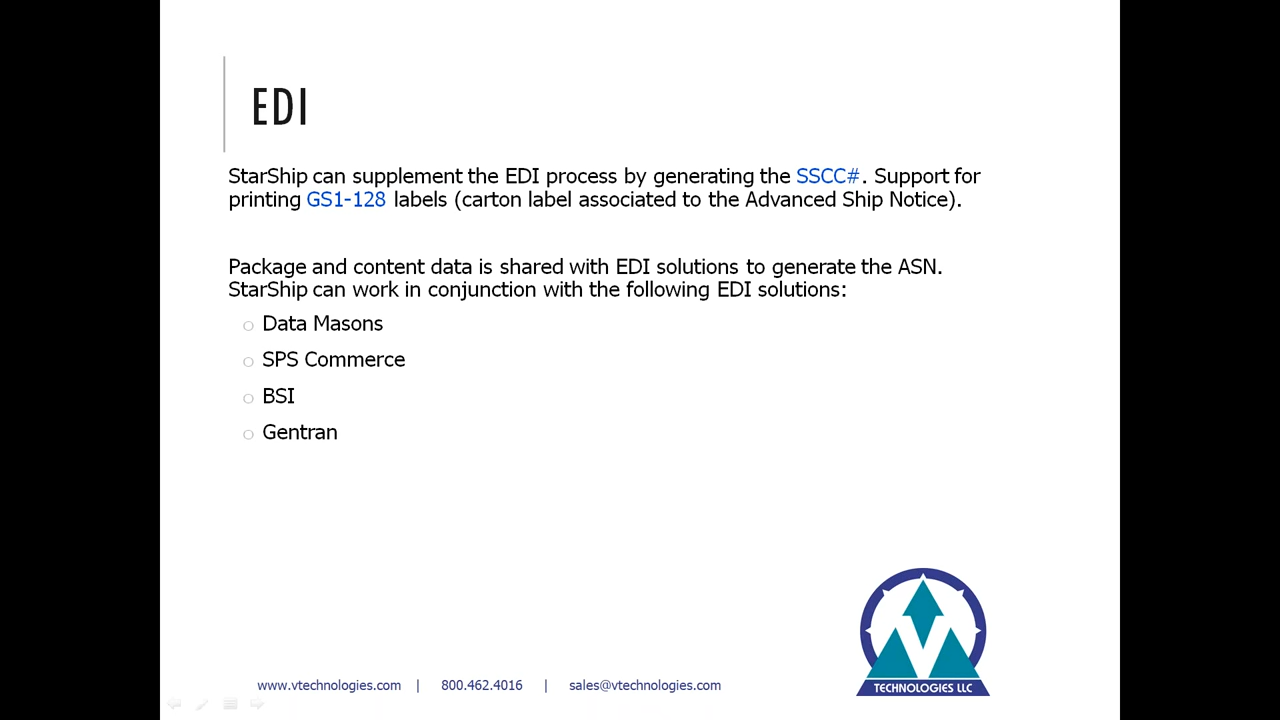 EDI
StarShip can supplement the EDI process by generating the SSCC#. Support for
printing GS1-128 labels (carton label associated to the Advanced Ship Notice).
Package and content data is shared with EDI solutions to generate the ASN.
StarShip can work in conjunction with the following EDI solutions:
Data Masons
SPS Commerce
BSI
Gentran
V
TECHNOLOGIES LLC
www.vtechnologies.com | 800.462.4016 | sales@vtechnologies.com